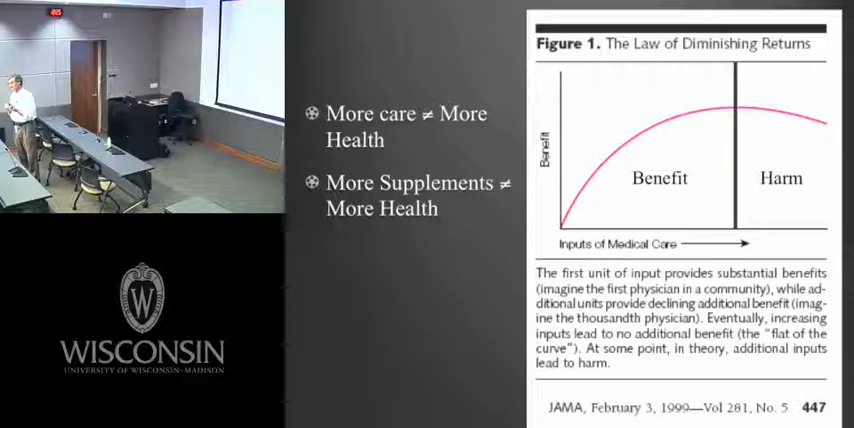 More care ≠ More
Health
More Supplements ≠
More Health
W
WISCONSIN
UNIVERSITY OF WISCONSIN–MADISON
Figure 1. The Law of Diminishing Returns
Benefit
Benefit
Harm
Inputs of Medical Care
The first unit of input provides substantial benefits
(imagine the first physician in a community), while ad-
ditional units provide declining additional benefit (imag-
ine the thousandth physician). Eventually, increasing
inputs lead to no additional benefit (the “flat of the
curve”). At some point, in theory, additional inputs
lead to harm.
JAMA, February 3, 1999—Vol 281, No. 5 447